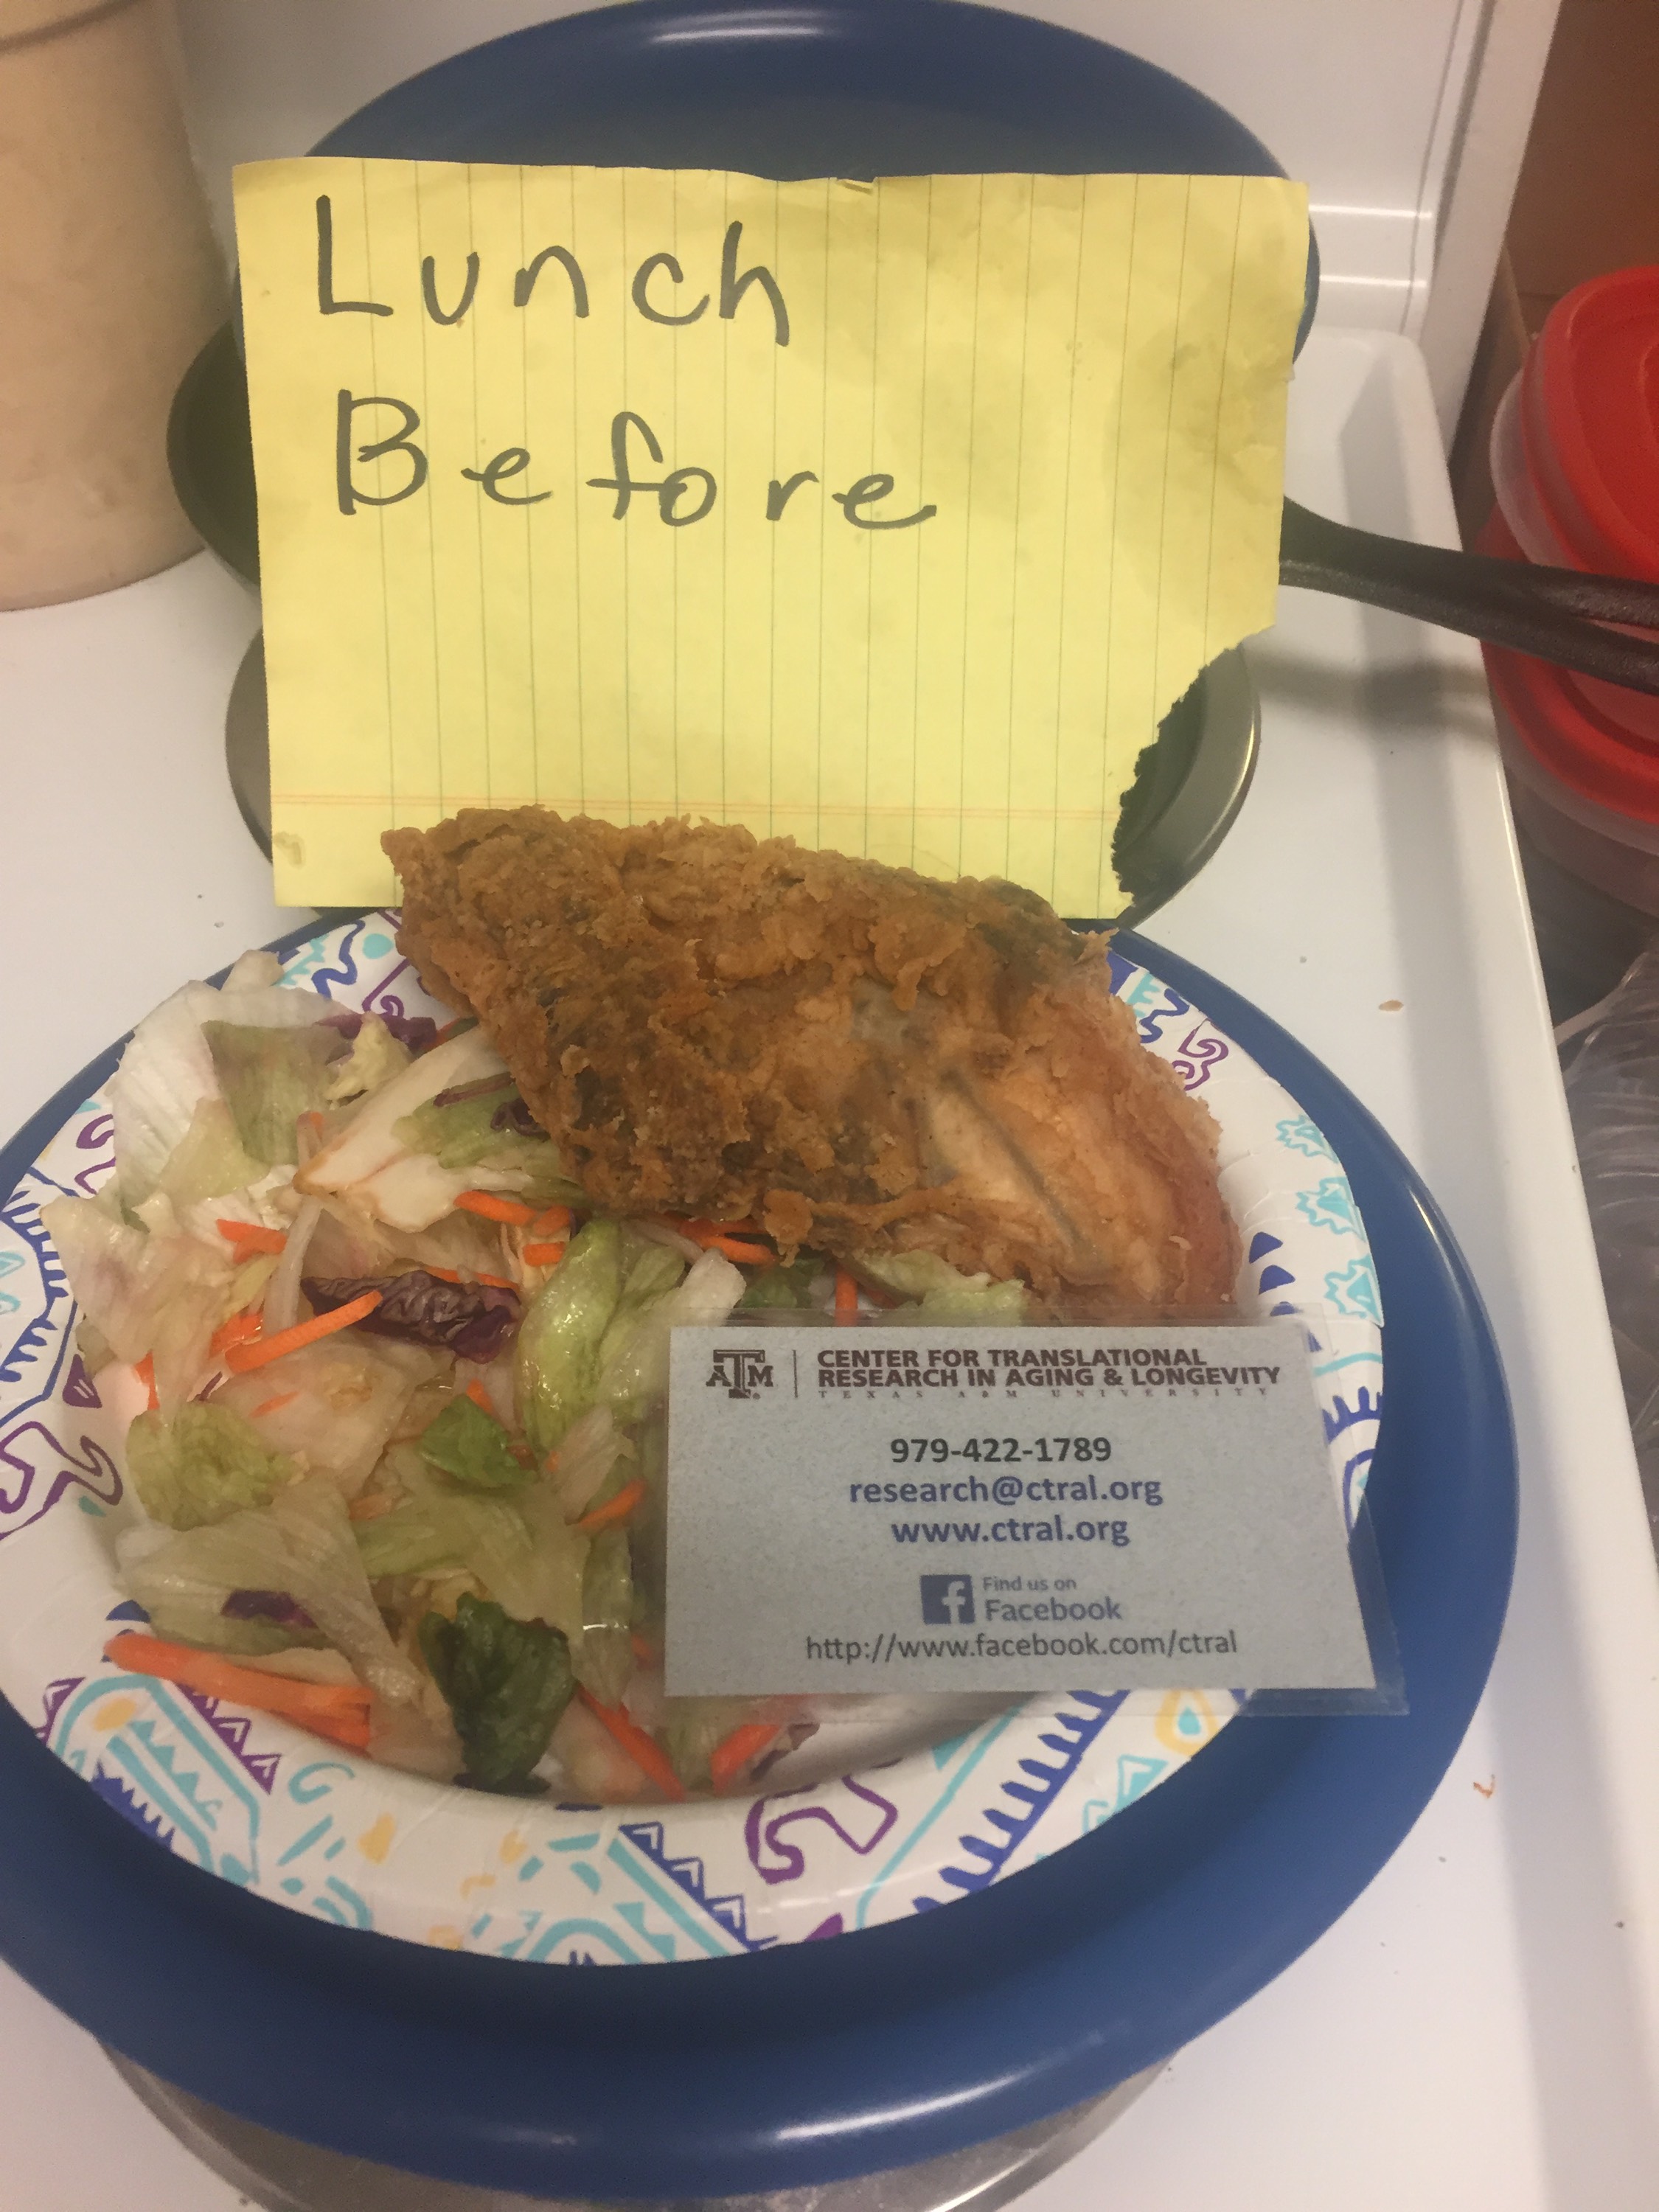 Lunch
Before
ATM
CENTER FOR TRANSLATIONAL
RESEARCH IN AGING & LONGEVITY
TEXAS A&M UNIVERSITY
979-422-1789
research@ctral.org
www.ctral.org
f
Find us on
Facebook
http://www.facebook.com/ctral